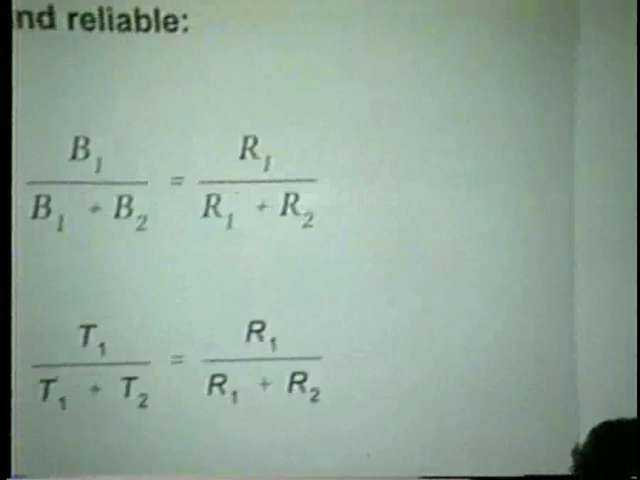 nd reliable:
B₁ / (B₁ + B₂) = R₁ / (R₁ + R₂)
T₁ / (T₁ + T₂) = R₁ / (R₁ + R₂)